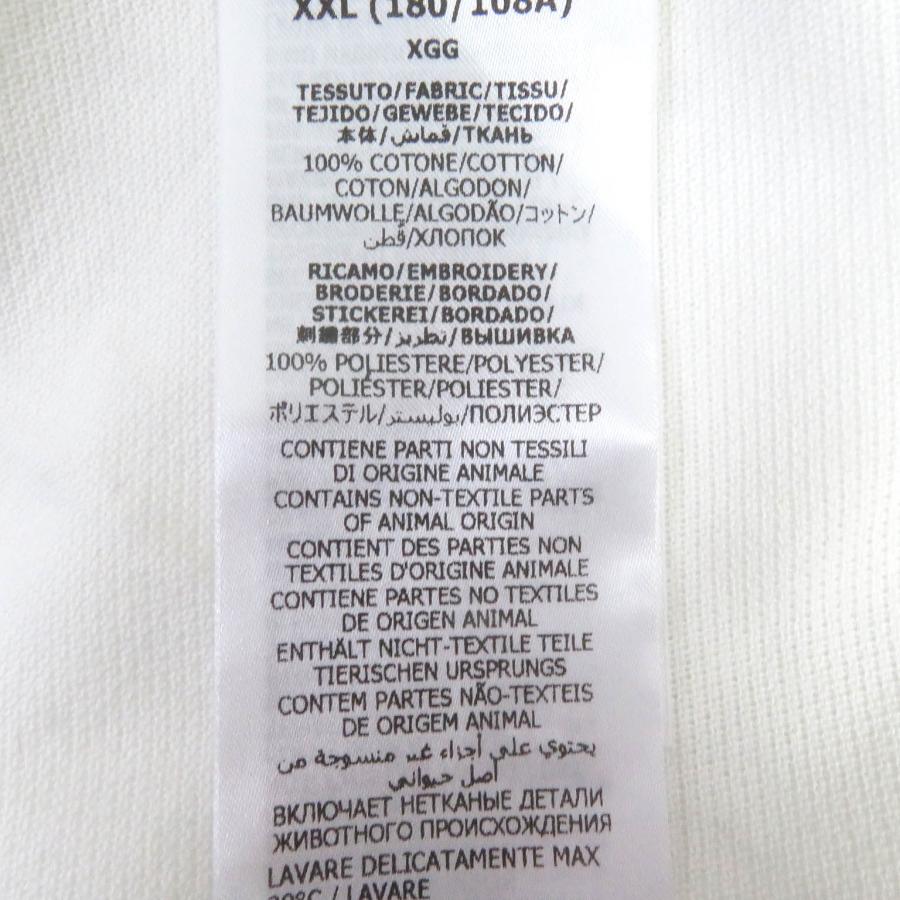 XXL (180/108A)
XGG
TESSUTO/FABRIC/TISSU/
TEJIDO/GEWEBE/TECIDO/
本体/قماش/ТКАНЬ
100% COTONE/COTTON/
COTON/ALGODON/
BAUMWOLLE/ALGODÃO/コットン/
قطن/ХЛОПОК
RICAMO/EMBROIDERY/
BRODERIE/BORDADO/
STICKEREI/BORDADO/
刺繍部分/تطريز/ВЫШИВКА
100% POLIESTERE/POLYESTER/
POLIÉSTER/POLIESTER/
ポリエステル/بوليستر/ПОЛИЭСТЕР
CONTIENE PARTI NON TESSILI
DI ORIGINE ANIMALE
CONTAINS NON-TEXTILE PARTS
OF ANIMAL ORIGIN
CONTIENT DES PARTIES NON
TEXTILES D'ORIGINE ANIMALE
CONTIENE PARTES NO TEXTILES
DE ORIGEN ANIMAL
ENTHÄLT NICHT-TEXTILE TEILE
TIERISCHEN URSPRUNGS
CONTEM PARTES NÃO-TEXTEIS
DE ORIGEM ANIMAL
يحتوي على أجزاء غير منسوجة من
أصل حيواني
ВКЛЮЧАЕТ НЕТКАНЫЕ ДЕТАЛИ
ЖИВОТНОГО ПРОИСХОЖДЕНИЯ
LAVARE DELICATAMENTE MAX
30°C / LAVARE